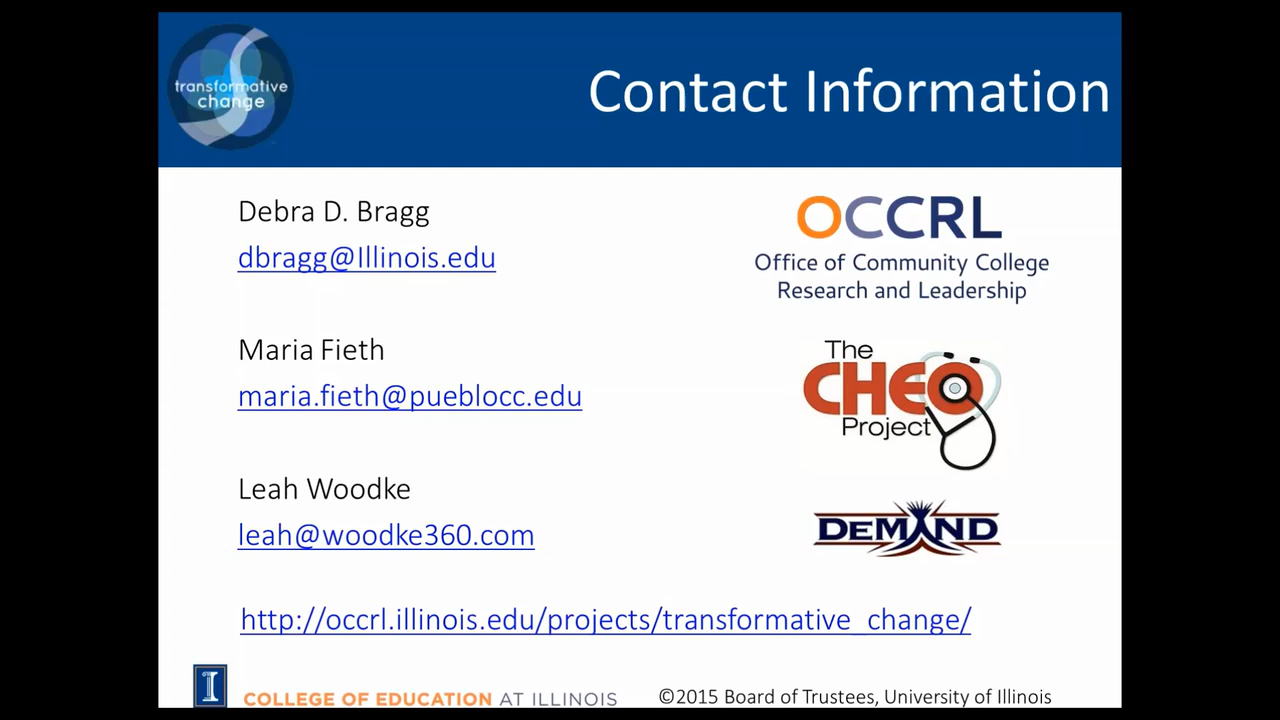 transformative
change
Contact Information
Debra D. Bragg
dbragg@Illinois.edu
OCCRL
Office of Community College
Research and Leadership
Maria Fieth
maria.fieth@pueblocc.edu
The
CHEO
Project
Leah Woodke
leah@woodke360.com
DEMAND
http://occrl.illinois.edu/projects/transformative_change/
I
COLLEGE OF EDUCATION AT ILLINOIS
©2015 Board of Trustees, University of Illinois